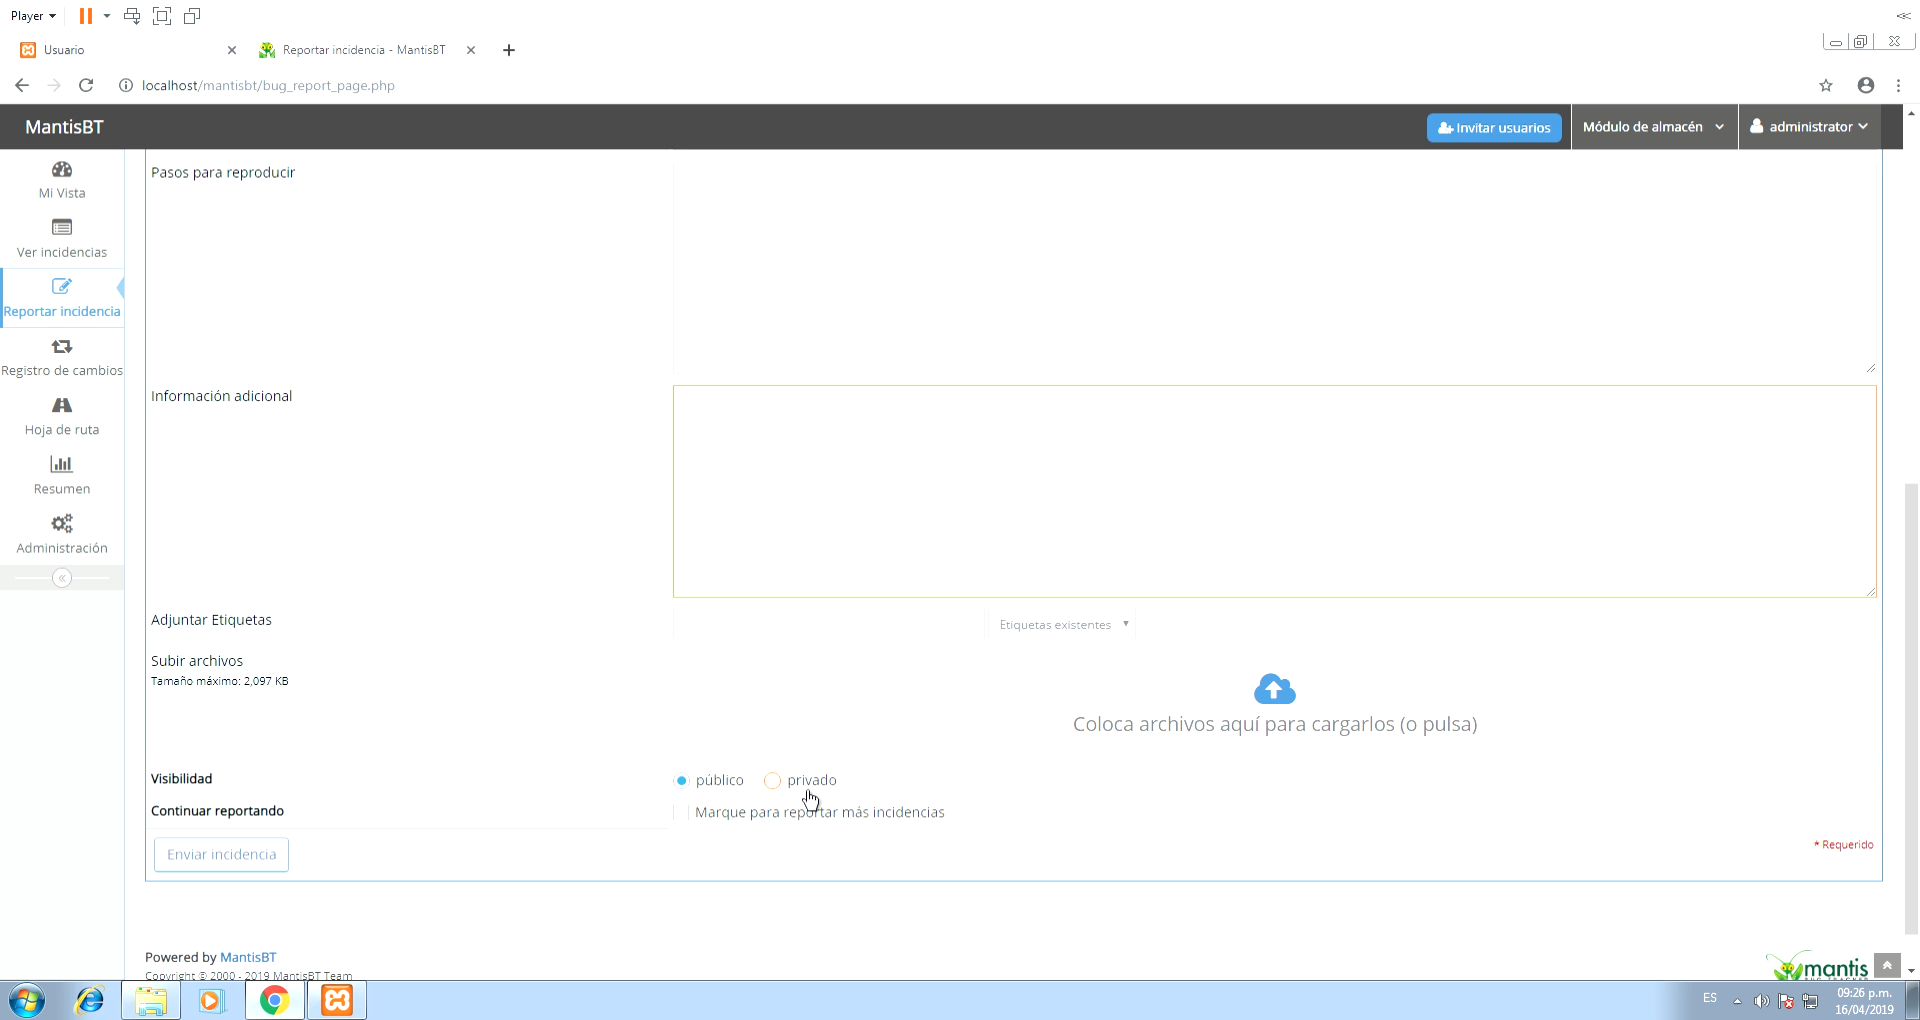 Player
Usuario
Reportar incidencia - MantisBT
localhost/mantisbt/bug_report_page.php
MantisBT
Invitar usuarios
Módulo de almacén
administrator
Mi Vista
Ver incidencias
Reportar incidencia
Registro de cambios
Hoja de ruta
Resumen
Administración
Pasos para reproducir
Información adicional
Adjuntar Etiquetas
Etiquetas existentes
Subir archivos
Tamaño máximo: 2,097 KB
Coloca archivos aquí para cargarlos (o pulsa)
Visibilidad
público
privado
Continuar reportando
Marque para reportar más incidencias
Enviar incidencia
* Requerido
Powered by MantisBT
Copyright © 2000 - 2019 MantisBT Team
mantis
ES
09:26 p.m.
16/04/2019